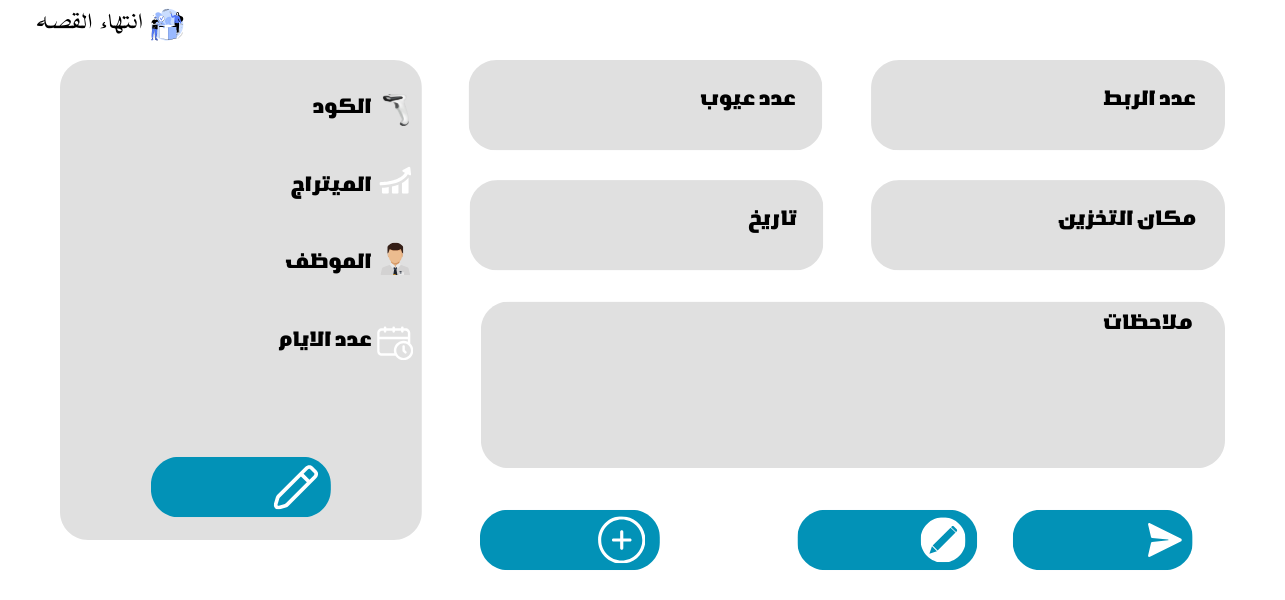 انتهاء القصه
عدد الربط
عدد عيوب
الكود
الميتراج
مكان التخزين
تاريخ
الموظف
ملاحظات
عدد الايام